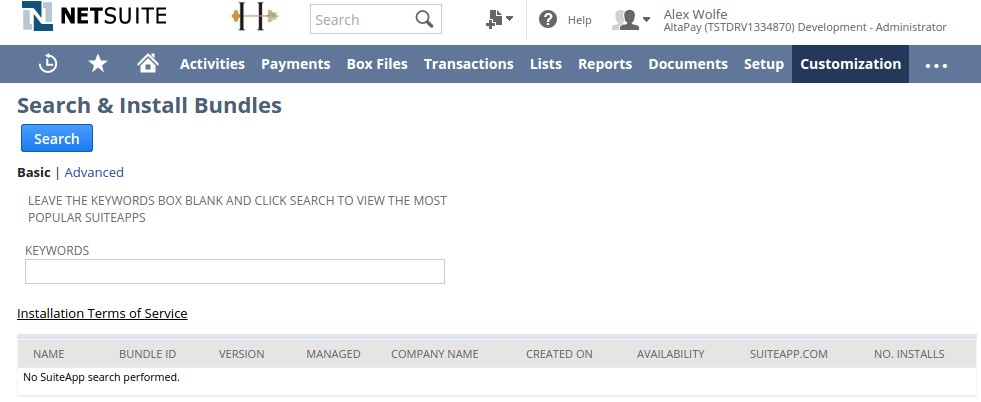 NETSUITE
H
Search
Help
Alex Wolfe
AltaPay (TSTDRV1334870) Development - Administrator
Activities Payments Box Files Transactions Lists Reports Documents Setup Customization
Search & Install Bundles
Search
Basic | Advanced
LEAVE THE KEYWORDS BOX BLANK AND CLICK SEARCH TO VIEW THE MOST
POPULAR SUITEAPPS
KEYWORDS
Installation Terms of Service
NAME BUNDLE ID VERSION MANAGED COMPANY NAME CREATED ON AVAILABILITY SUITEAPP.COM NO. INSTALLS
No SuiteApp search performed.